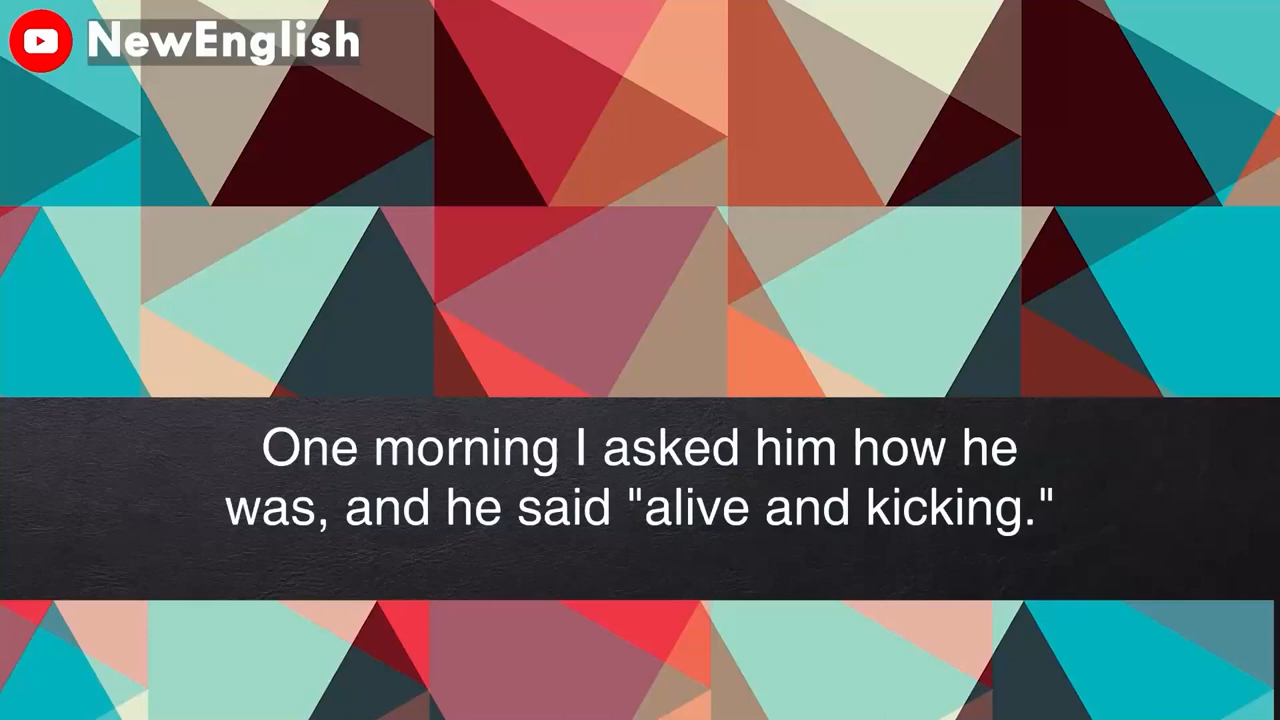 NewEnglish
One morning I asked him how he
was, and he said "alive and kicking."